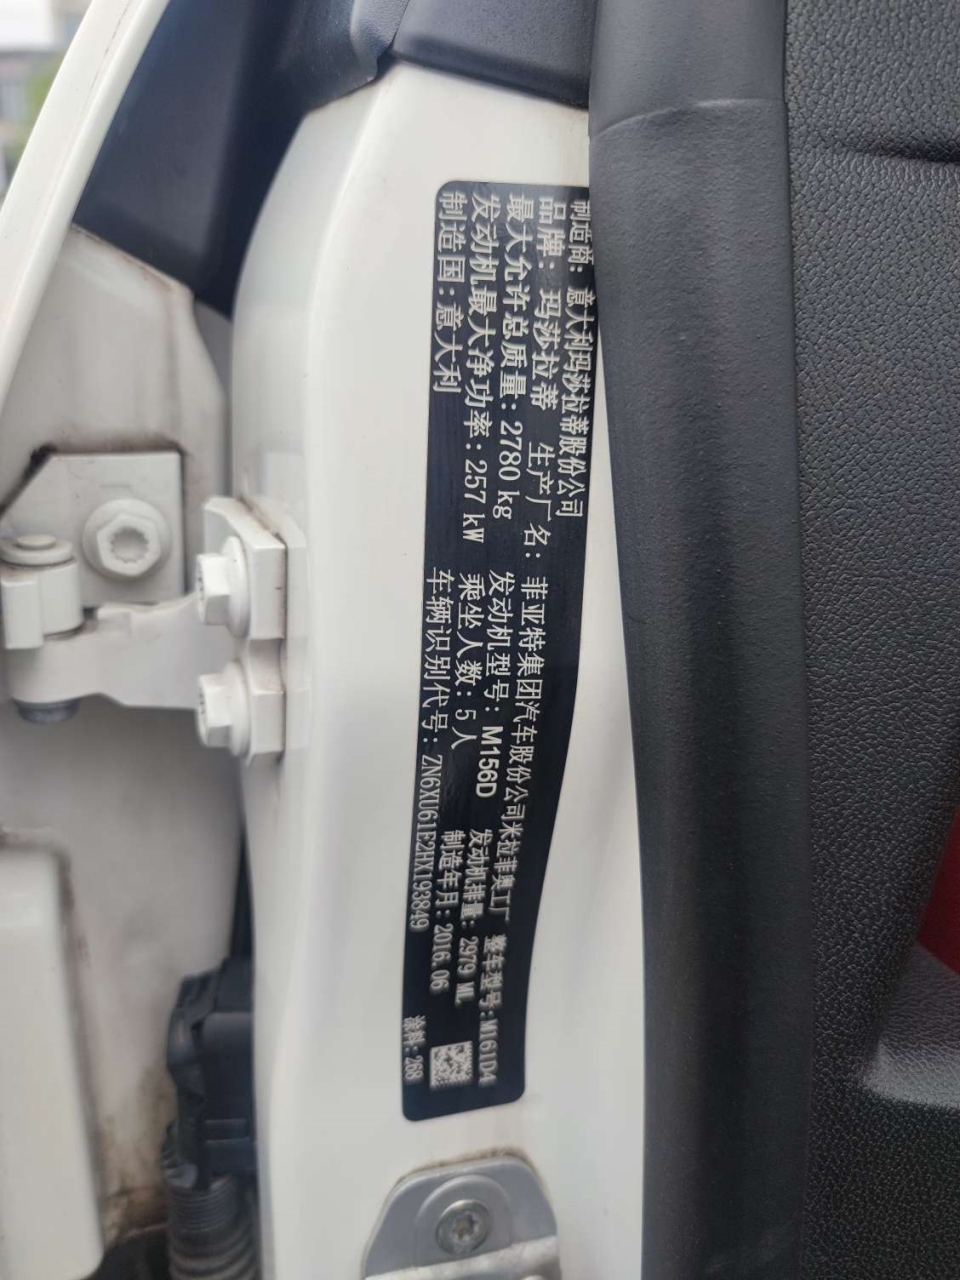 制造商：意大利玛莎拉蒂股份公司
品牌：玛莎拉蒂 生产厂名：菲亚特集团汽车股份公司米拉菲奥工厂 整车型号：M161D4
最大允许总质量：2780 kg 发动机型号：M156D 发动机排量：2979 ML
发动机最大净功率：257 kW 乘坐人数：5人 制造年月：2016.06
制造国：意大利 车辆识别代号：ZN6XU61E2HX193849 涂料：268